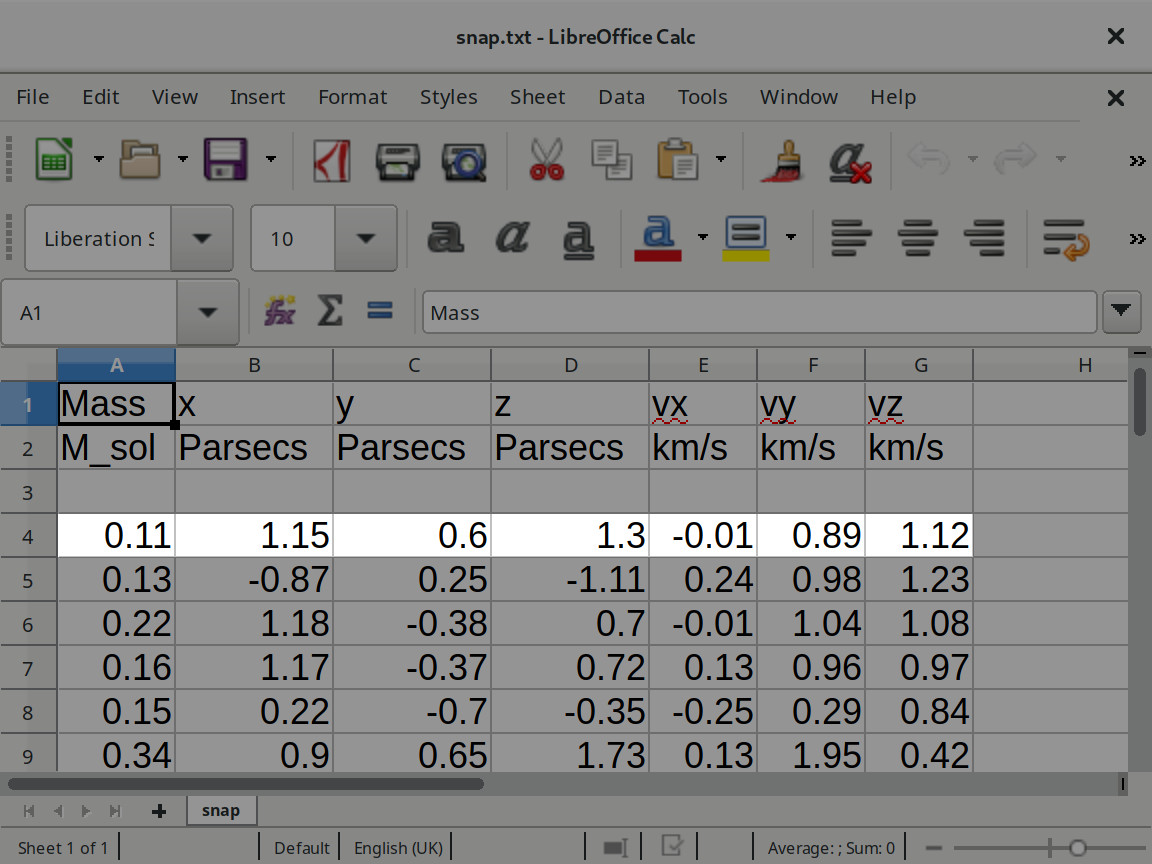 snap.txt - LibreOffice Calc
File Edit View Insert Format Styles Sheet Data Tools Window Help
Liberation S 10 a a a a
A1 fx Σ = Mass
A B C D E F G H
1 Mass x y z vx vy vz
2 M_sol Parsecs Parsecs Parsecs km/s km/s km/s
3
4 0.11 1.15 0.6 1.3 -0.01 0.89 1.12
5 0.13 -0.87 0.25 -1.11 0.24 0.98 1.23
6 0.22 1.18 -0.38 0.7 -0.01 1.04 1.08
7 0.16 1.17 -0.37 0.72 0.13 0.96 0.97
8 0.15 0.22 -0.7 -0.35 -0.25 0.29 0.84
9 0.34 0.9 0.65 1.73 0.13 1.95 0.42
snap
Sheet 1 of 1 Default English (UK) Average: ; Sum: 0